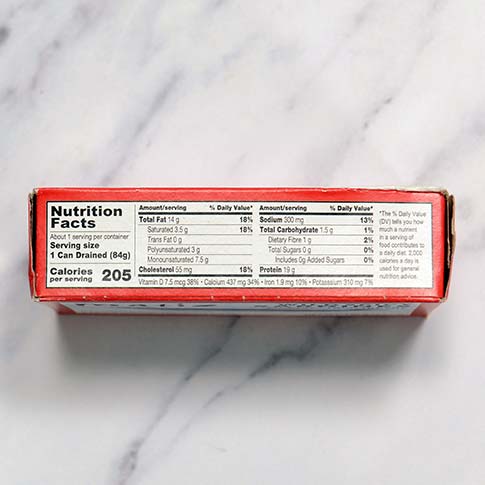 Nutrition
Facts
About 1 serving per container
Serving size
1 Can Drained (84g)
Calories
per serving 205
Amount/serving % Daily Value*
Total Fat 14 g 18%
Saturated 3.5 g 18%
Trans Fat 0 g
Polyunsaturated 3 g
Monounsaturated 7.5 g
Cholesterol 55 mg 18%
Amount/serving % Daily Value*
Sodium 300 mg 13%
Total Carbohydrate 1.5 g 1%
Dietary Fibre 1 g 2%
Total Sugars 0 g 0%
Includes 0g Added Sugars 0%
Protein 19 g
Vitamin D 7.5 mcg 38% • Calcium 437 mg 34% • Iron 1.9 mg 10% • Potassium 310 mg 7%
*The % Daily Value
(DV) tells you how
much a nutrient
in a serving of
food contributes to
a daily diet. 2,000
calories a day is
used for general
nutrition advice.